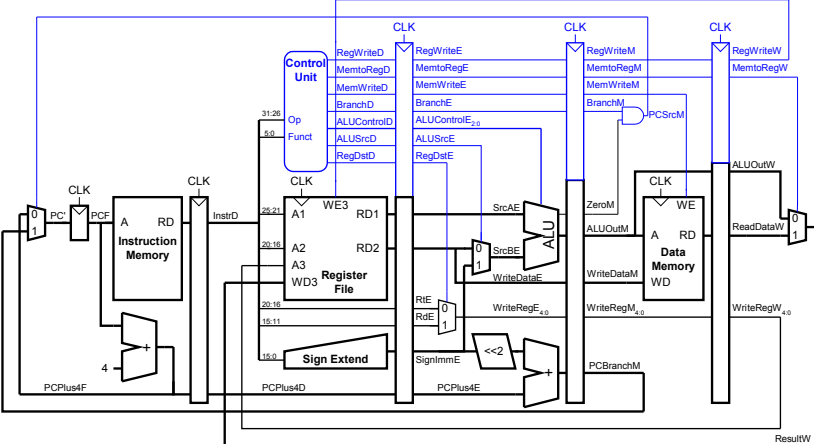 CLK CLK CLK
RegWriteD RegWriteE RegWriteM RegWriteW
Control Unit
MemtoRegD MemtoRegE MemtoRegM MemtoRegW
MemWriteD MemWriteE MemWriteM
BranchD BranchE BranchM
PCSrcM
31:26 Op
ALUControlD ALUControlE2:0
5:0 Funct
ALUSrcD ALUSrcE
RegDstD RegDstE
ALUOutW
CLK CLK CLK CLK
WE3 WE
0 1 PC' PCF A RD InstrD
25:21 A1 RD1 SrcAE ALU ZeroM
ALUOutM A RD ReadDataW 0 1
Instruction Memory
20:16 A2 RD2 0 1 SrcBE
A3
Data Memory
WD3 Register File
WriteDataE WriteDataM WD
20:16 RtE 0
15:11 RdE 1
WriteRegE4:0 WriteRegM4:0 WriteRegW4:0
+
4
15:0 Sign Extend SignImmE <<2
+
PCBranchM
PCPlus4F PCPlus4D PCPlus4E
ResultW